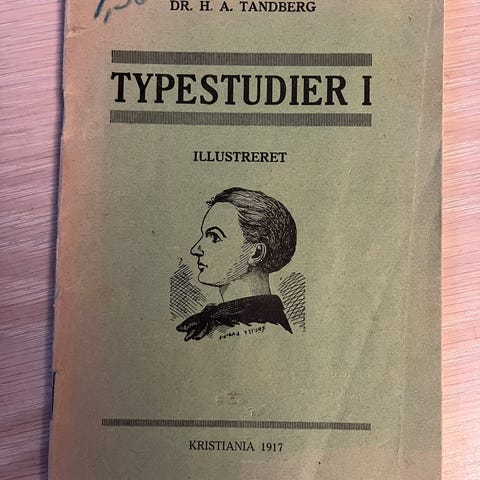 DR. H. A. TANDBERG
TYPESTUDIER I
ILLUSTRERET
KRISTIANIA 1917